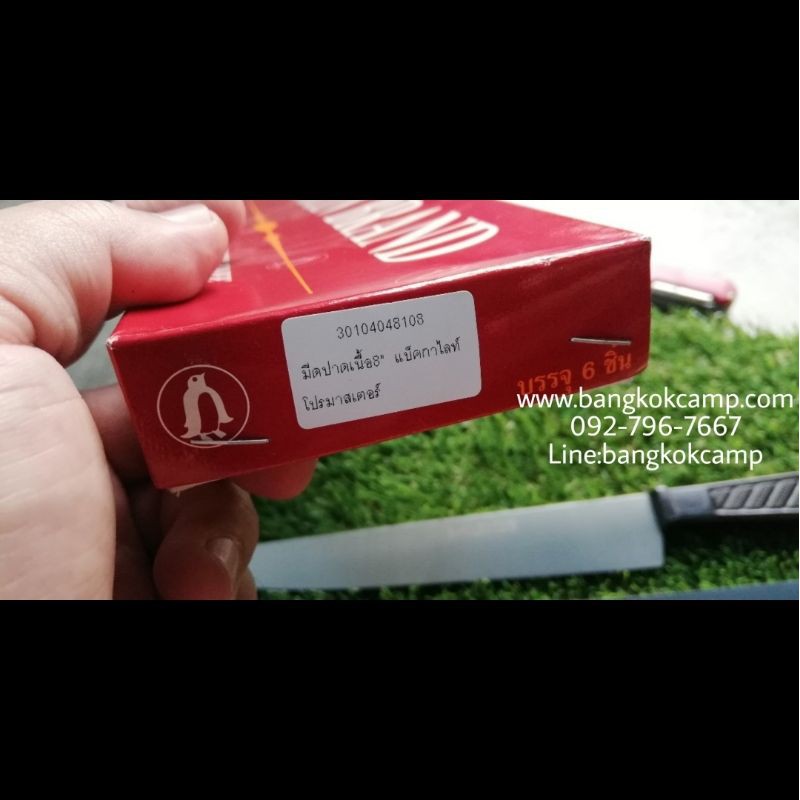 BRAND
30104048108
มีดปาดเนื้อ8" แบ็คกาไลท์
โปรมาสเตอร์
บรรจุ 6 ชิ้น
www.bangkokcamp.com
092-796-7667
Line:bangkokcamp